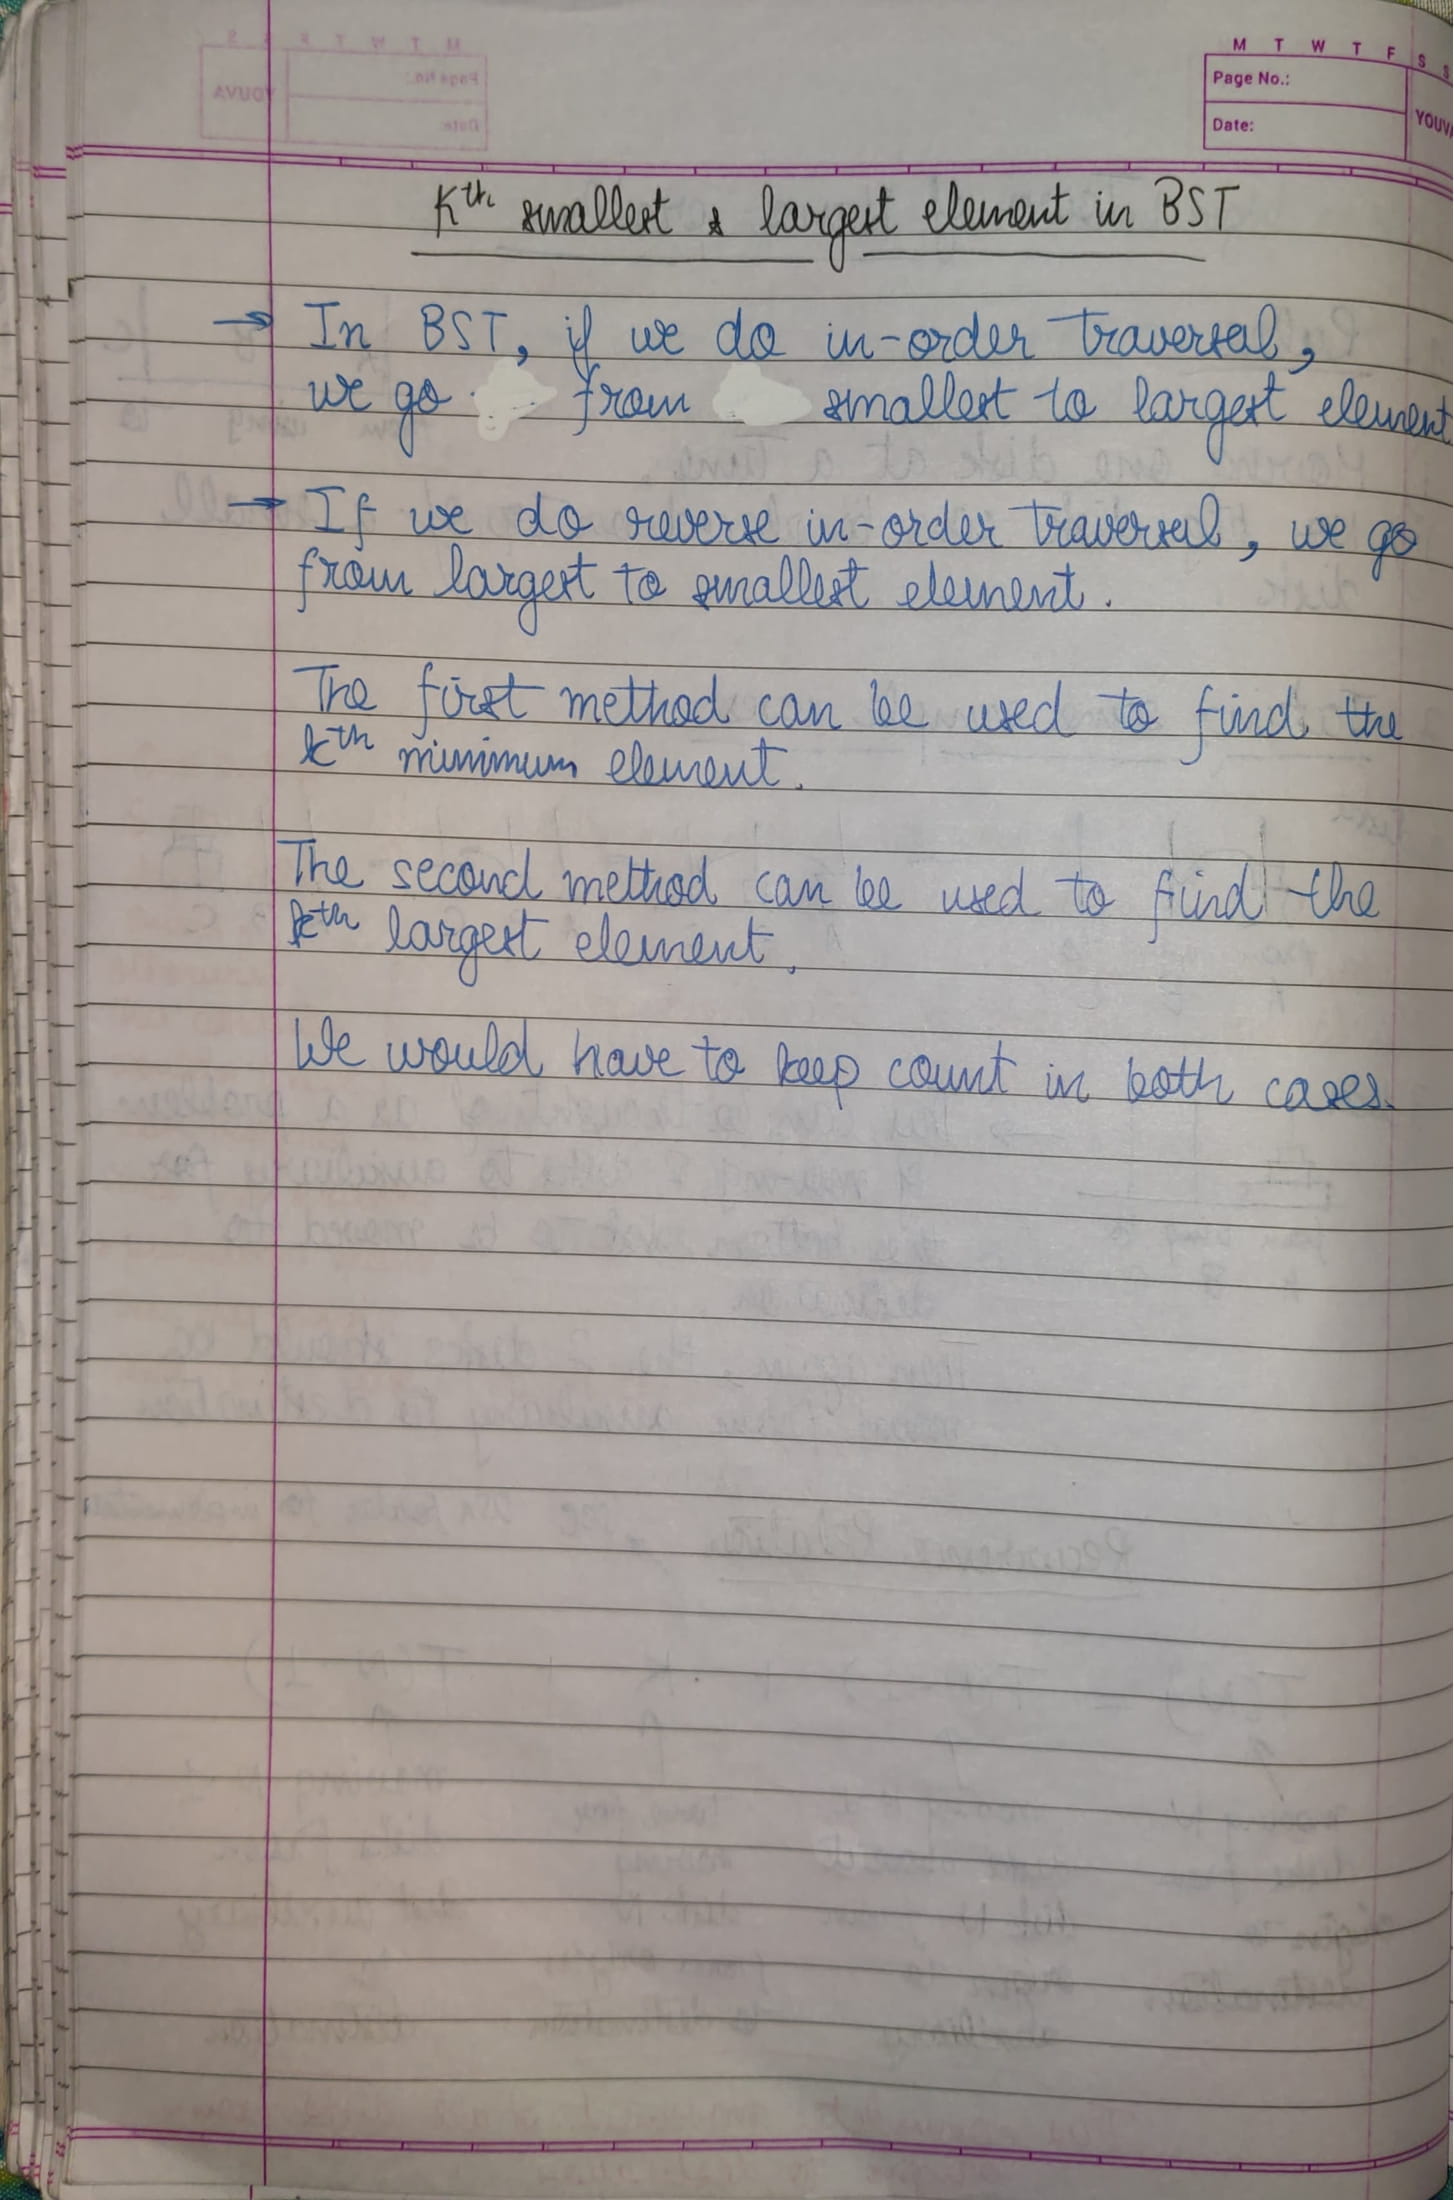 M T W T F S S
Page No.:
Date:
YOUVA
Kth smallest & largest element in BST
→ In BST, if we do in-order traversal,
we go from smallest to largest element
→ If we do reverse in-order traversal, we go
from largest to smallest element.
The first method can be used to find the
kth minimum element.
The second method can be used to find the
kth largest element.
We would have to keep count in both cases.